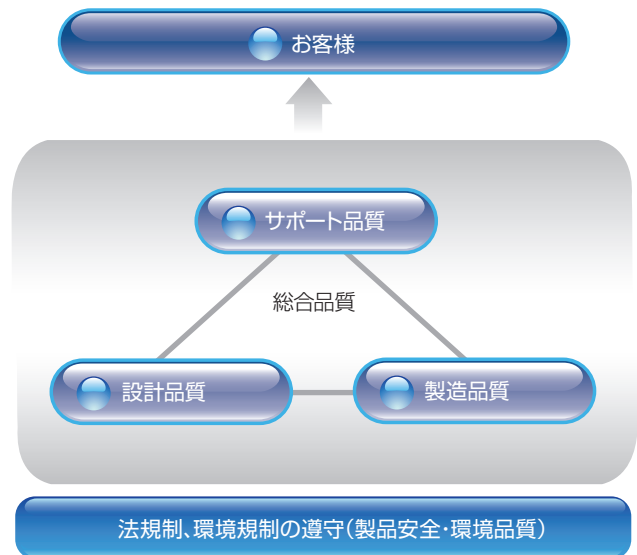 お客様
サポート品質
総合品質
設計品質
製造品質
法規制、環境規制の遵守(製品安全・環境品質)